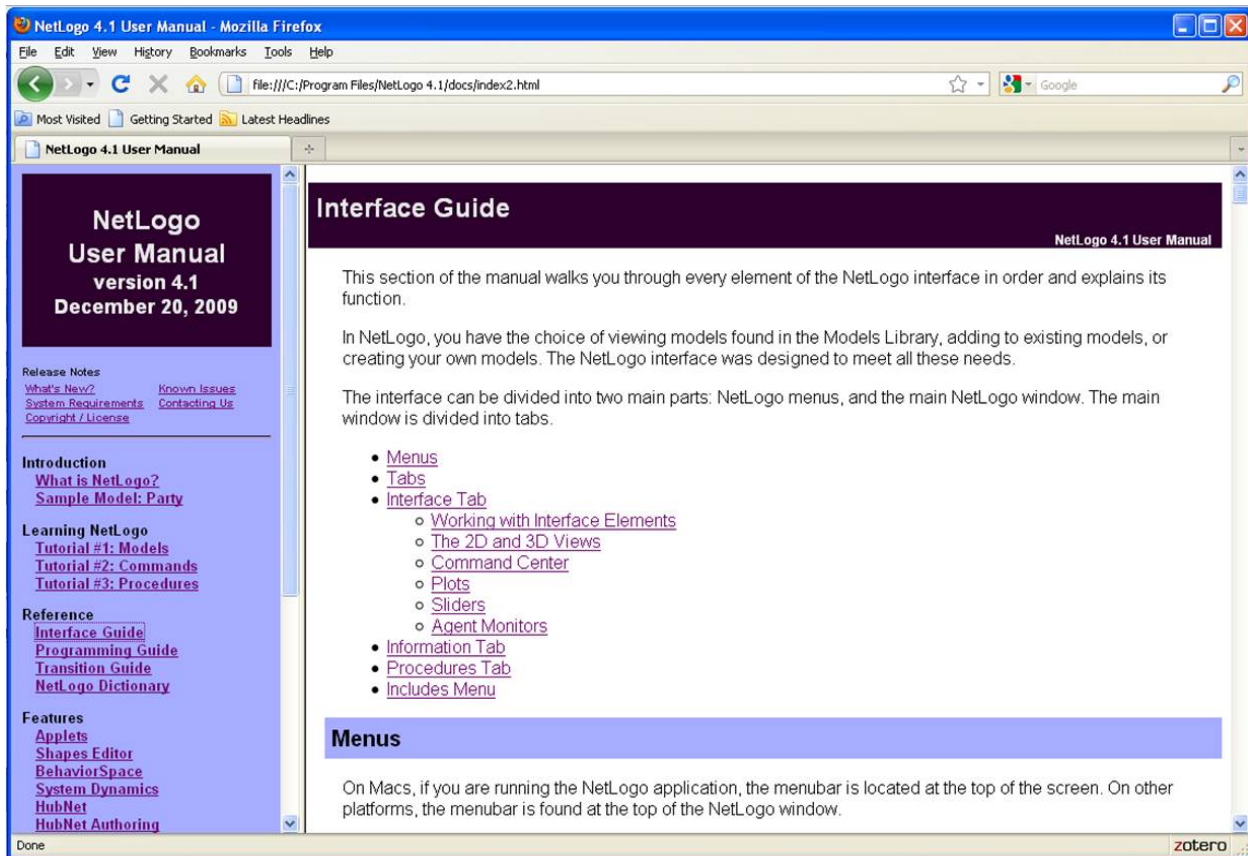 NetLogo 4.1 User Manual - Mozilla Firefox
File Edit View History Bookmarks Tools Help
file:///C:/Program Files/NetLogo 4.1/docs/index2.html
Google
Most Visited Getting Started Latest Headlines
NetLogo 4.1 User Manual
NetLogo
User Manual
version 4.1
December 20, 2009
Release Notes
What's New? Known Issues
System Requirements Contacting Us
Copyright / License
Introduction
What is NetLogo?
Sample Model: Party
Learning NetLogo
Tutorial #1: Models
Tutorial #2: Commands
Tutorial #3: Procedures
Reference
Interface Guide
Programming Guide
Transition Guide
NetLogo Dictionary
Features
Applets
Shapes Editor
BehaviorSpace
System Dynamics
HubNet
HubNet Authoring
Interface Guide
NetLogo 4.1 User Manual
This section of the manual walks you through every element of the NetLogo interface in order and explains its
function.
In NetLogo, you have the choice of viewing models found in the Models Library, adding to existing models, or
creating your own models. The NetLogo interface was designed to meet all these needs.
The interface can be divided into two main parts: NetLogo menus, and the main NetLogo window. The main
window is divided into tabs.
• Menus
• Tabs
• Interface Tab
○ Working with Interface Elements
○ The 2D and 3D Views
○ Command Center
○ Plots
○ Sliders
○ Agent Monitors
• Information Tab
• Procedures Tab
• Includes Menu
Menus
On Macs, if you are running the NetLogo application, the menubar is located at the top of the screen. On other
platforms, the menubar is found at the top of the NetLogo window.
Done
zotero